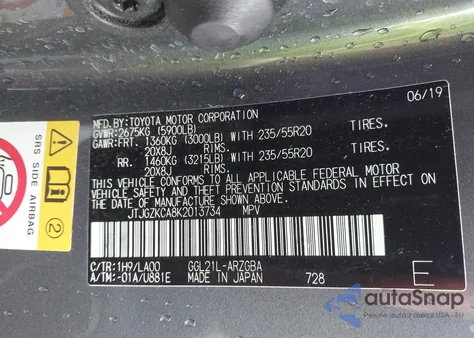 MFD.BY:TOYOTA MOTOR CORPORATION 06/19
GVWR:2675KG (5900LB)
GAWR:FRT. 1360KG (3000LB) WITH 235/55R20 TIRES.
20X8J RIMS.
RR. 1460KG (3215LB) WITH 235/55R20 TIRES.
20X8J RIMS.
THIS VEHICLE CONFORMS TO ALL APPLICABLE FEDERAL MOTOR
VEHICLE SAFETY AND THEFT PREVENTION STANDARDS IN EFFECT ON
THE DATE OF MANUFACTURE SHOWN ABOVE.
JTJGZKCA8K2013734 MPV
C/TR:1H9/LA00 GGL21L-ARZGBA
A/TM:-01A/U881E MADE IN JAPAN 728 E
SRS SIDE AIRBAG
2
autoSnap